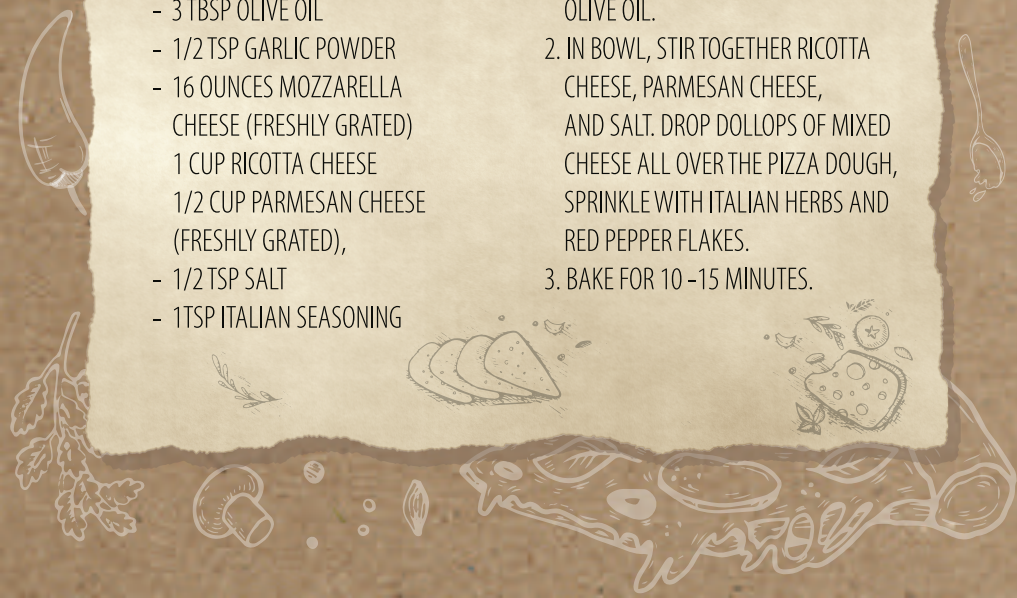 - 3 TBSP OLIVE OIL
- 1/2 TSP GARLIC POWDER
- 16 OUNCES MOZZARELLA
CHEESE (FRESHLY GRATED)
1 CUP RICOTTA CHEESE
1/2 CUP PARMESAN CHEESE
(FRESHLY GRATED),
- 1/2 TSP SALT
- 1TSP ITALIAN SEASONING
OLIVE OIL.
2. IN BOWL, STIR TOGETHER RICOTTA
CHEESE, PARMESAN CHEESE,
AND SALT. DROP DOLLOPS OF MIXED
CHEESE ALL OVER THE PIZZA DOUGH,
SPRINKLE WITH ITALIAN HERBS AND
RED PEPPER FLAKES.
3. BAKE FOR 10 -15 MINUTES.